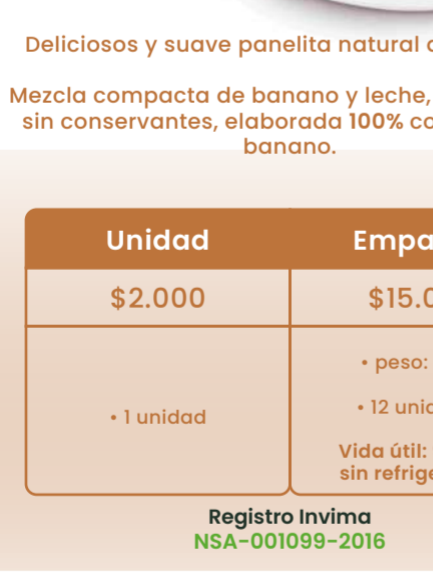 Deliciosos y suave panelita natural
Mezcla compacta de banano y leche,
sin conservantes, elaborada 100%
banano.
Unidad
$2.000
• peso:
• 12
• 1 unidad
Vida útil:
sin
Registro Invima
NSA-001099-2016